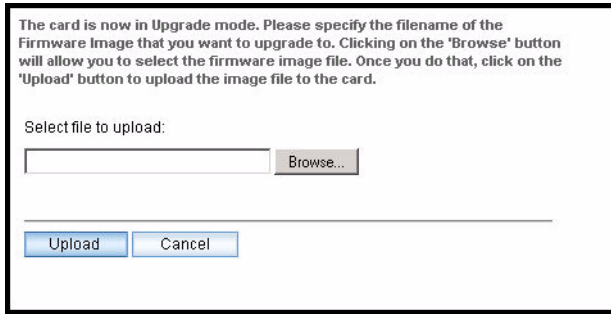 The card is now in Upgrade mode. Please specify the filename of the
Firmware Image that you want to upgrade to. Clicking on the 'Browse' button
will allow you to select the firmware image file. Once you do that, click on the
'Upload' button to upload the image file to the card.
Select file to upload:
Browse...
Upload Cancel